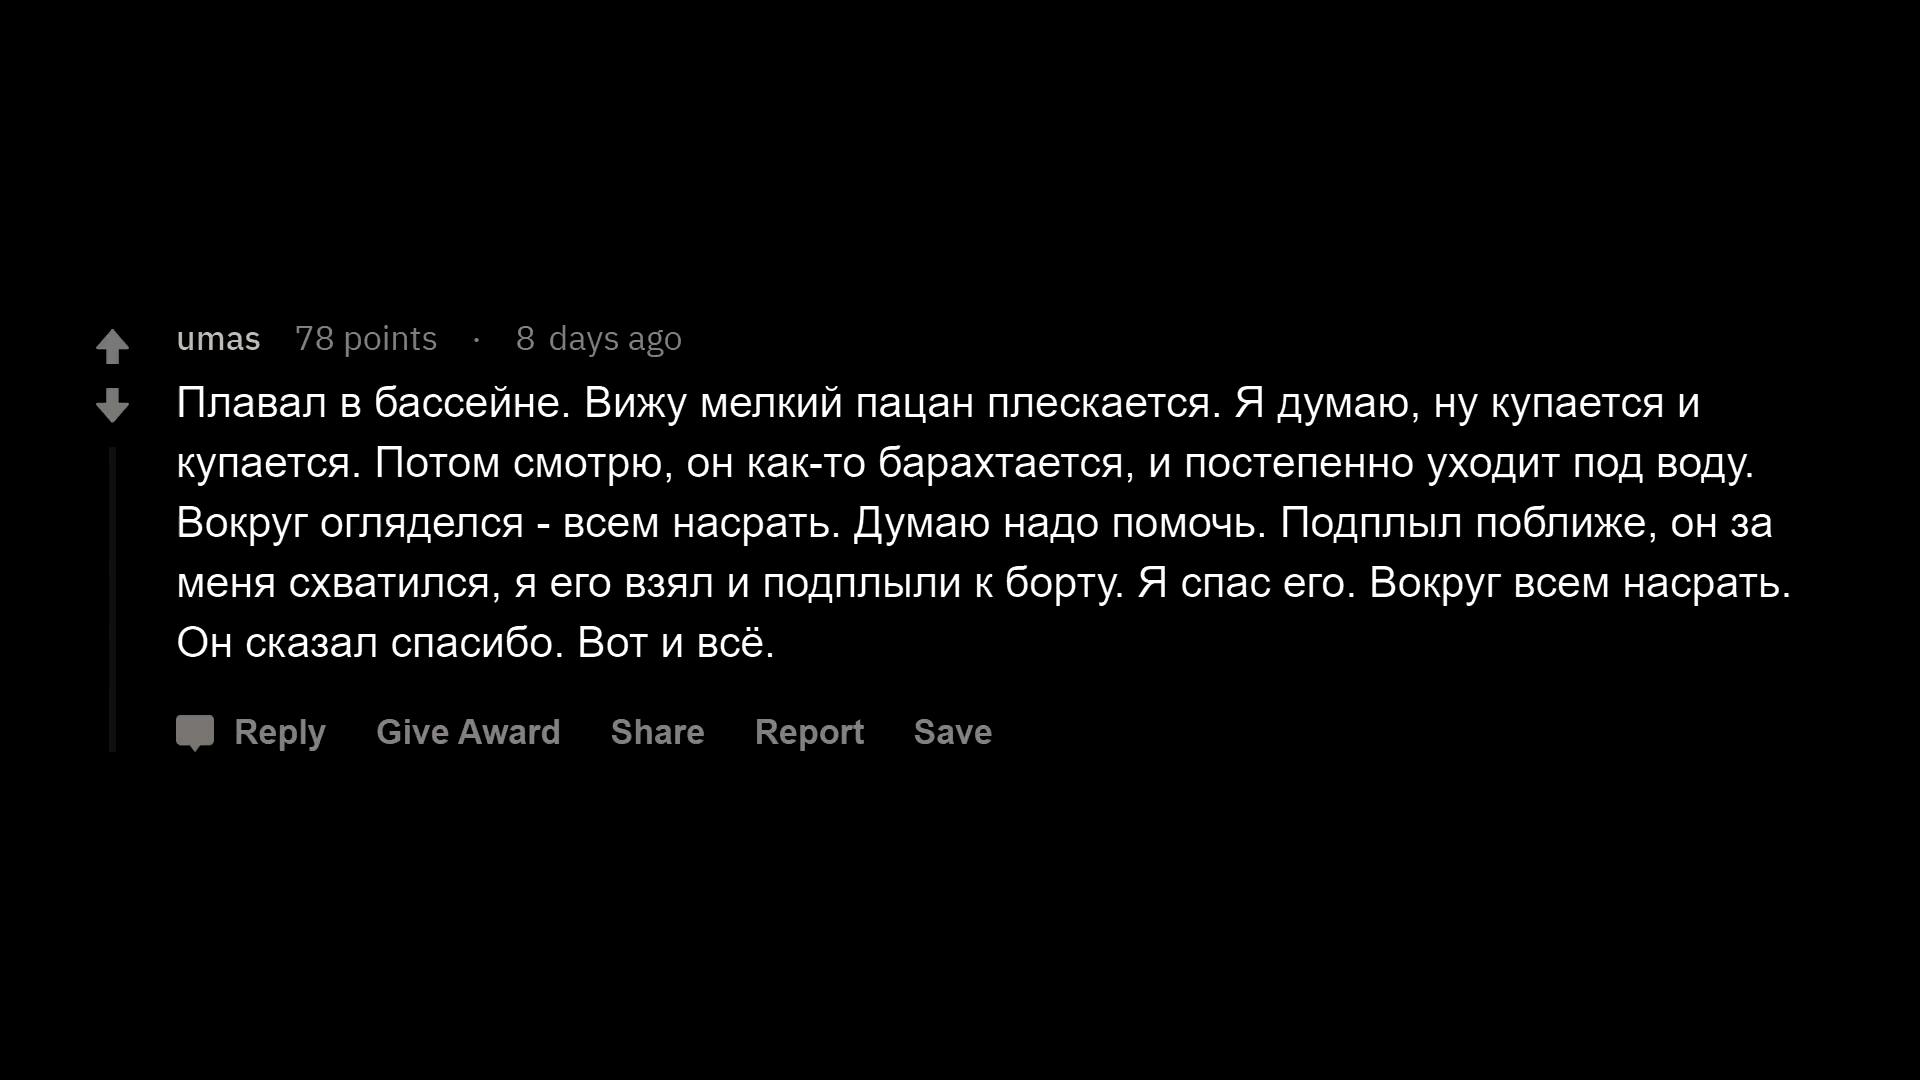 umas 78 points · 8 days ago
Плавал в бассейне. Вижу мелкий пацан плескается. Я думаю, ну купается и
купается. Потом смотрю, он как-то барахтается, и постепенно уходит под воду.
Вокруг огляделся - всем насрать. Думаю надо помочь. Подплыл поближе, он за
меня схватился, я его взял и подплыли к борту. Я спас его. Вокруг всем насрать.
Он сказал спасибо. Вот и всё.
Reply Give Award Share Report Save